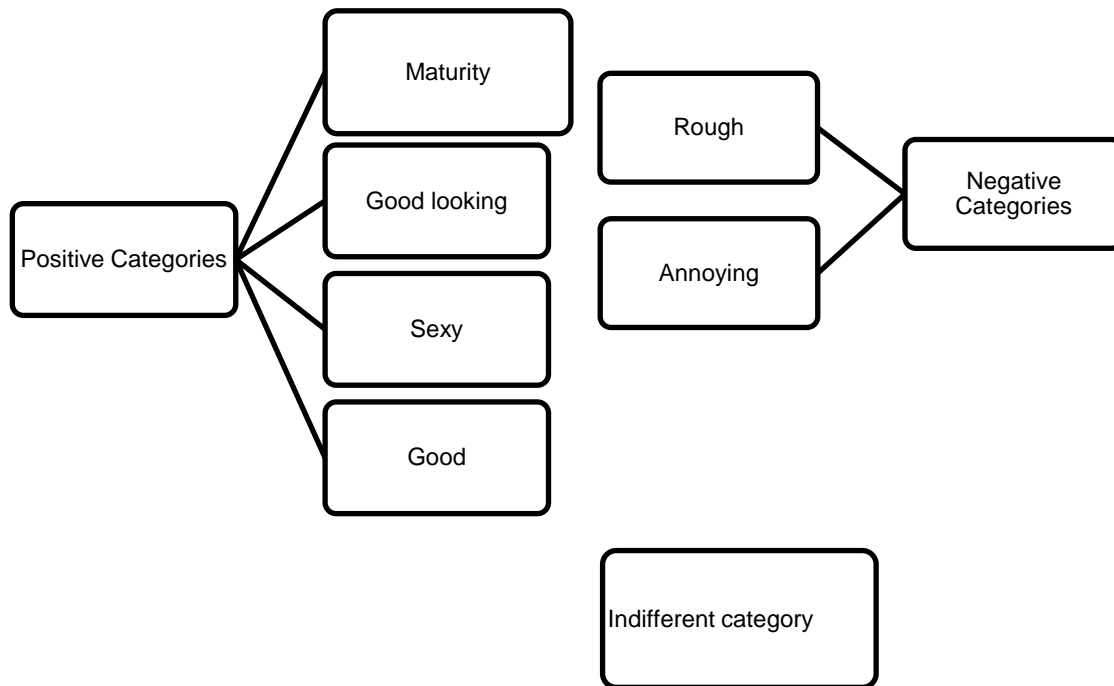 Maturity
Good looking
Positive Categories
Sexy
Good
Rough
Annoying
Negative
Categories
Indifferent category